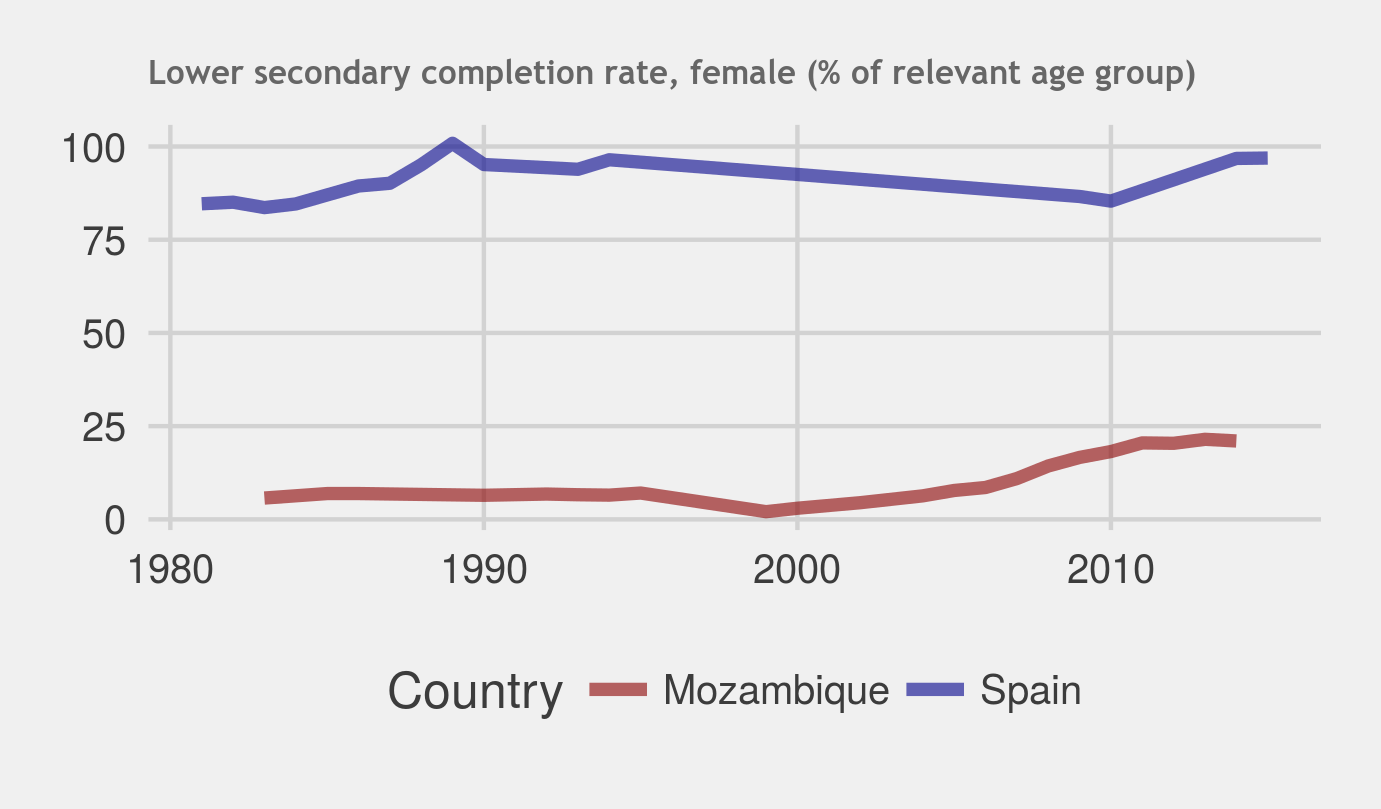 Lower secondary completion rate, female (% of relevant age group)
100
75
50
25
0
1980 1990 2000 2010
Country Mozambique Spain